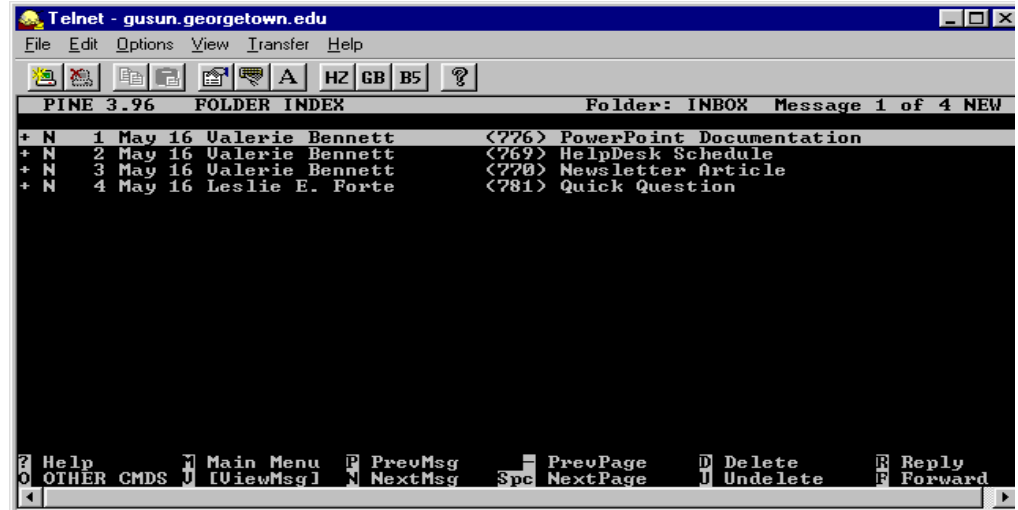 Telnet - gusun.georgetown.edu
File Edit Options View Transfer Help
A HZ GB B5 ?
PINE 3.96 FOLDER INDEX Folder: INBOX Message 1 of 4 NEW
+ N 1 May 16 Valerie Bennett (776) PowerPoint Documentation
+ N 2 May 16 Valerie Bennett (769) HelpDesk Schedule
+ N 3 May 16 Valerie Bennett (770) Newsletter Article
+ N 4 May 16 Leslie E. Forte (781) Quick Question
? Help M Main Menu P PrevMsg - PrevPage D Delete R Reply
O OTHER CMDS V [ViewMsg] N NextMsg Spc NextPage U Undelete F Forward